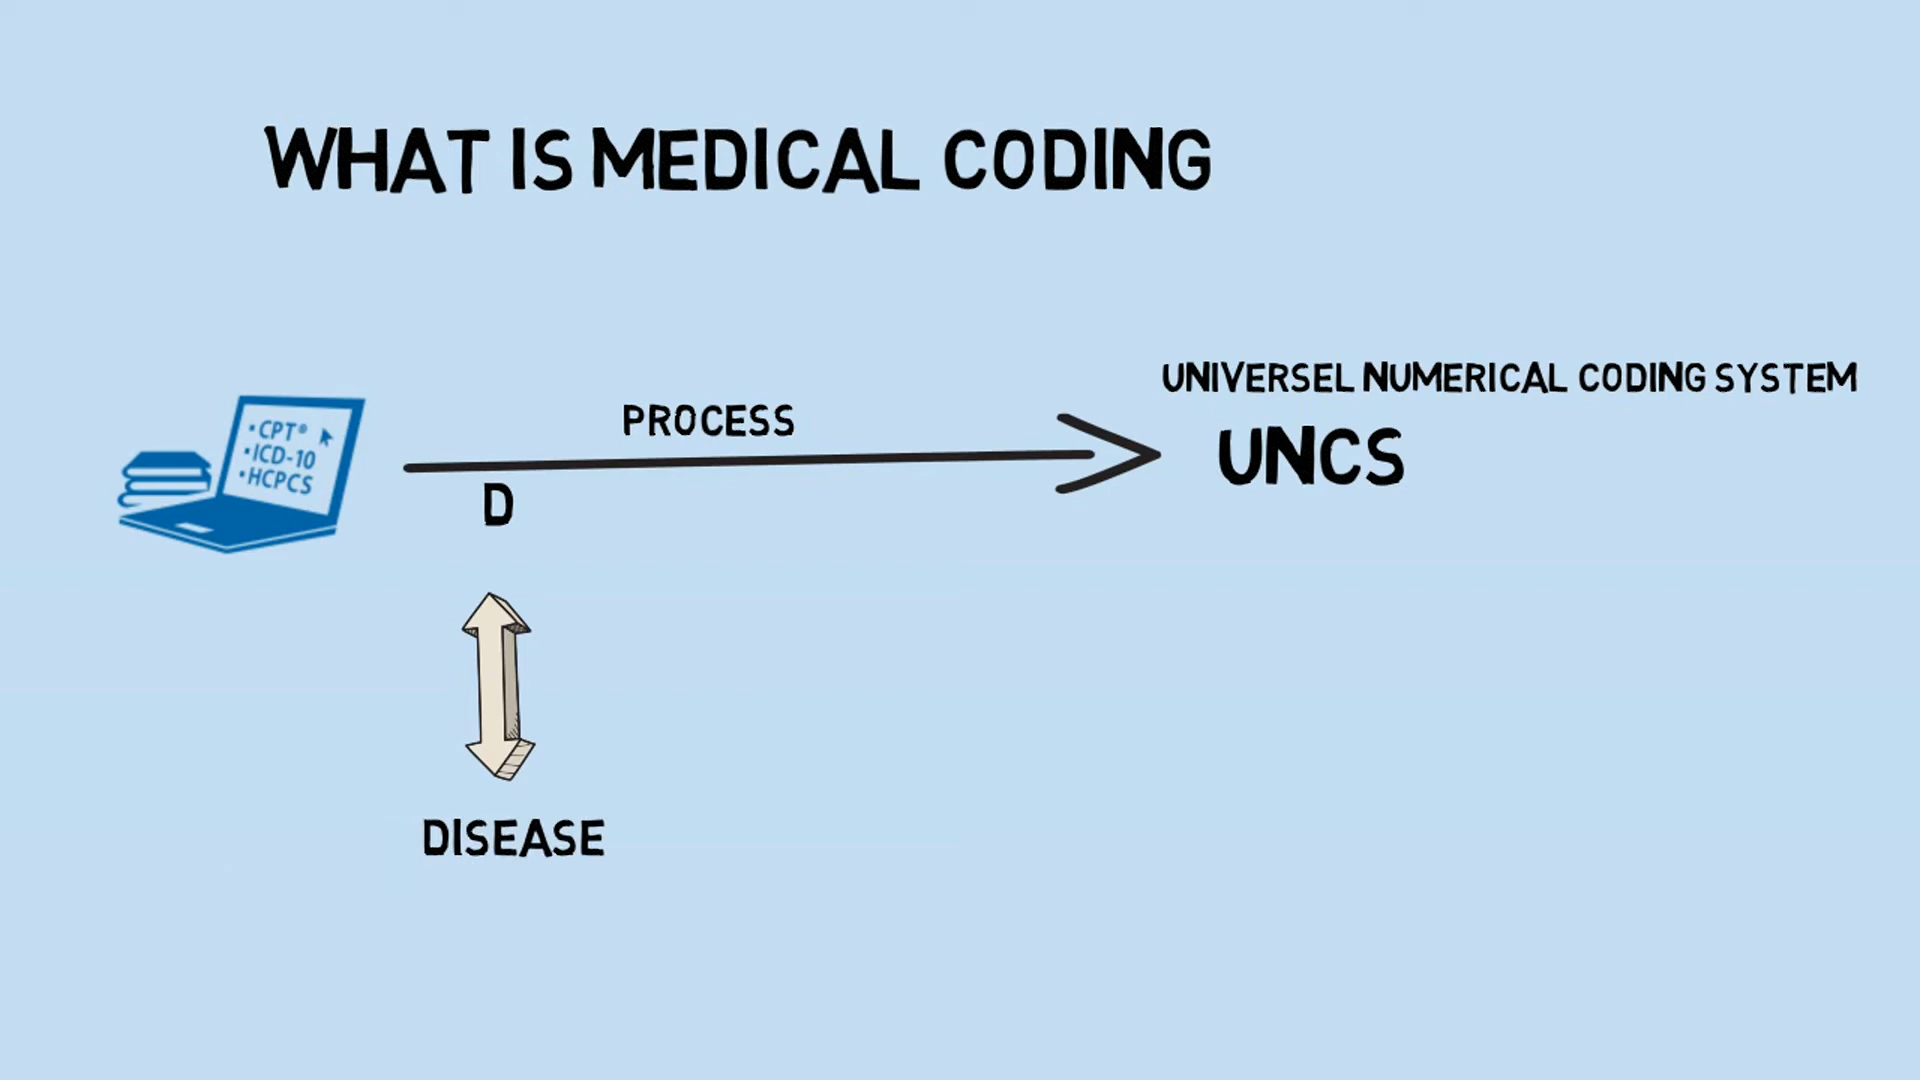 WHAT IS MEDICAL CODING
UNIVERSEL NUMERICAL CODING SYSTEM
PROCESS
UNCS
• CPT®
• ICD-10
• HCPCS
D
DISEASE